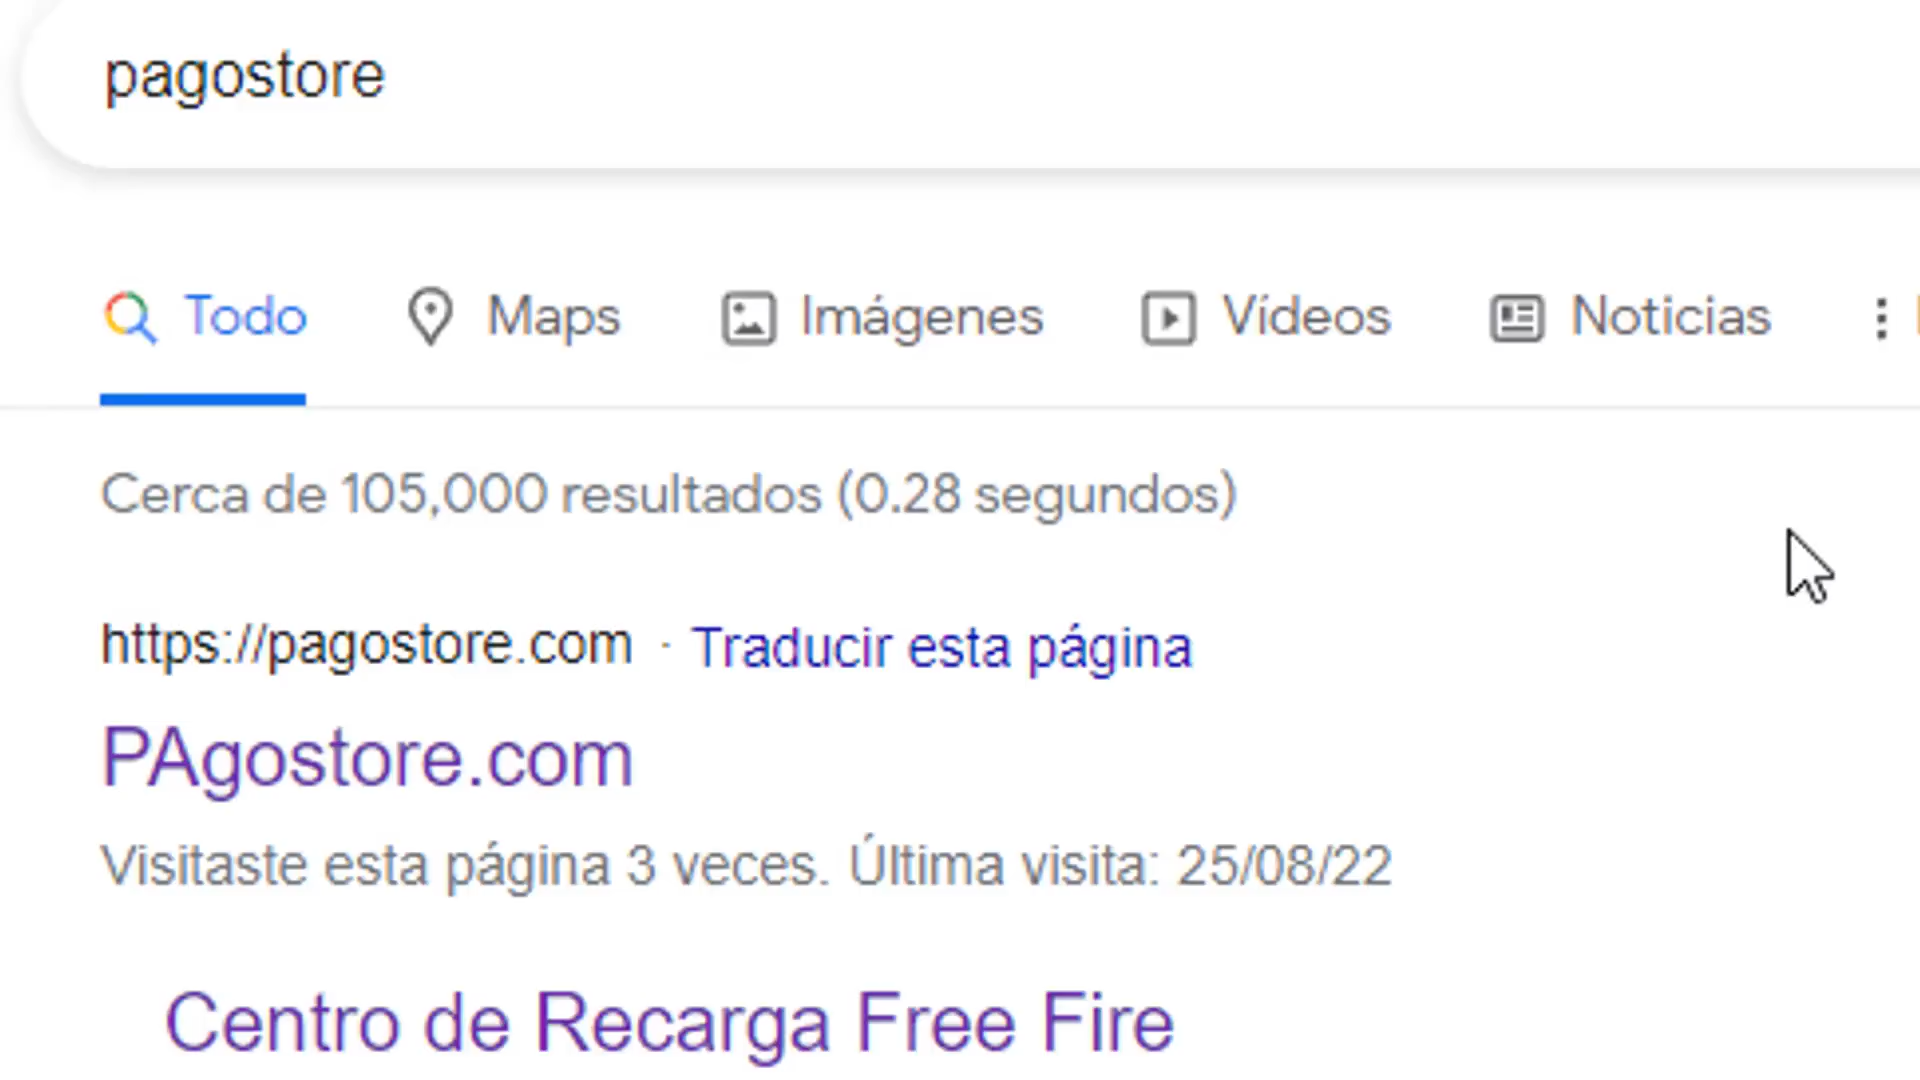 pagostore
Todo Maps Imágenes Vídeos Noticias
Cerca de 105,000 resultados (0.28 segundos)
https://pagostore.com · Traducir esta página
PAgostore.com
Visitaste esta página 3 veces. Última visita: 25/08/22
Centro de Recarga Free Fire